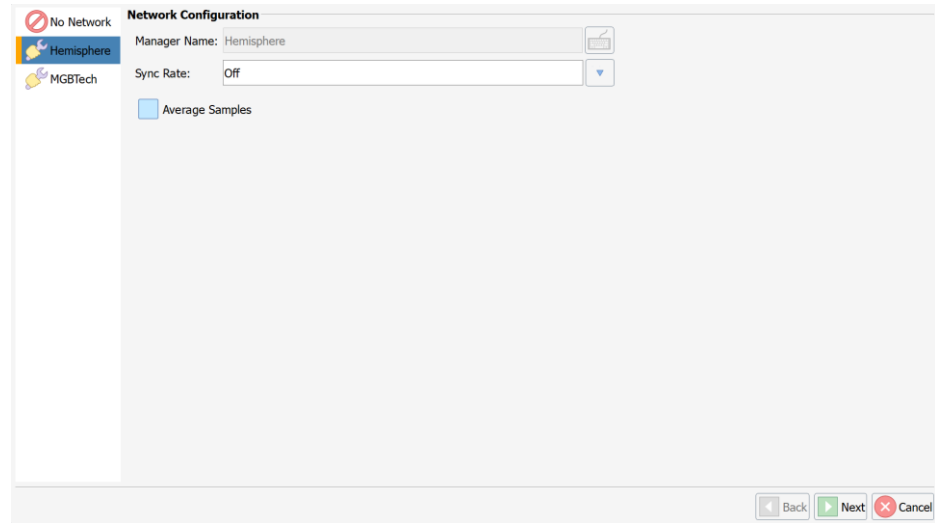 No Network
Hemisphere
MGBTech
Network Configuration
Manager Name: Hemisphere
Sync Rate: Off
Average Samples
Back Next Cancel